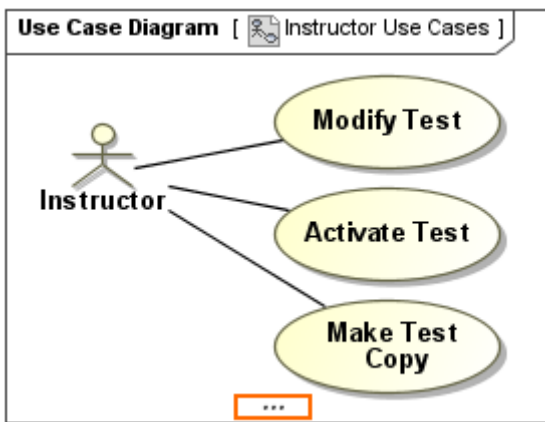 Use Case Diagram [ Instructor Use Cases ]
Modify Test
Instructor
Activate Test
Make Test
Copy
...